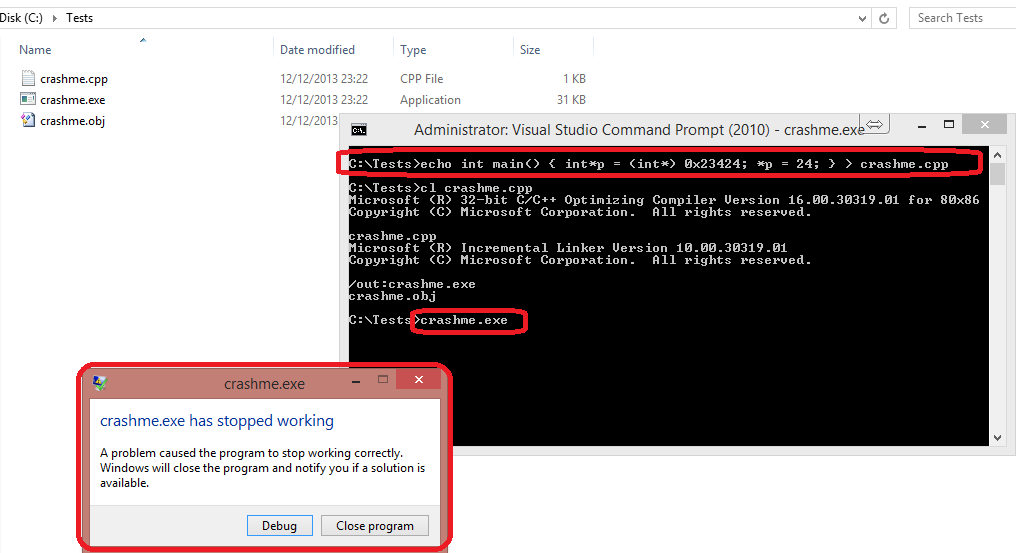 Disk (C:) Tests
Search Tests
Name Date modified Type Size
crashme.cpp 12/12/2013 23:22 CPP File 1 KB
crashme.exe 12/12/2013 23:22 Application 31 KB
crashme.obj 12/12/2013
Administrator: Visual Studio Command Prompt (2010) - crashme.exe
C:\Tests>echo int main() { int*p = (int*) 0x23424; *p = 24; } > crashme.cpp
C:\Tests>cl crashme.cpp
Microsoft (R) 32-bit C/C++ Optimizing Compiler Version 16.00.30319.01 for 80x86
Copyright (C) Microsoft Corporation.  All rights reserved.
crashme.cpp
Microsoft (R) Incremental Linker Version 10.00.30319.01
Copyright (C) Microsoft Corporation.  All rights reserved.
/out:crashme.exe
crashme.obj
C:\Tests>crashme.exe
crashme.exe
crashme.exe has stopped working
A problem caused the program to stop working correctly.
Windows will close the program and notify you if a solution is
available.
Debug Close program